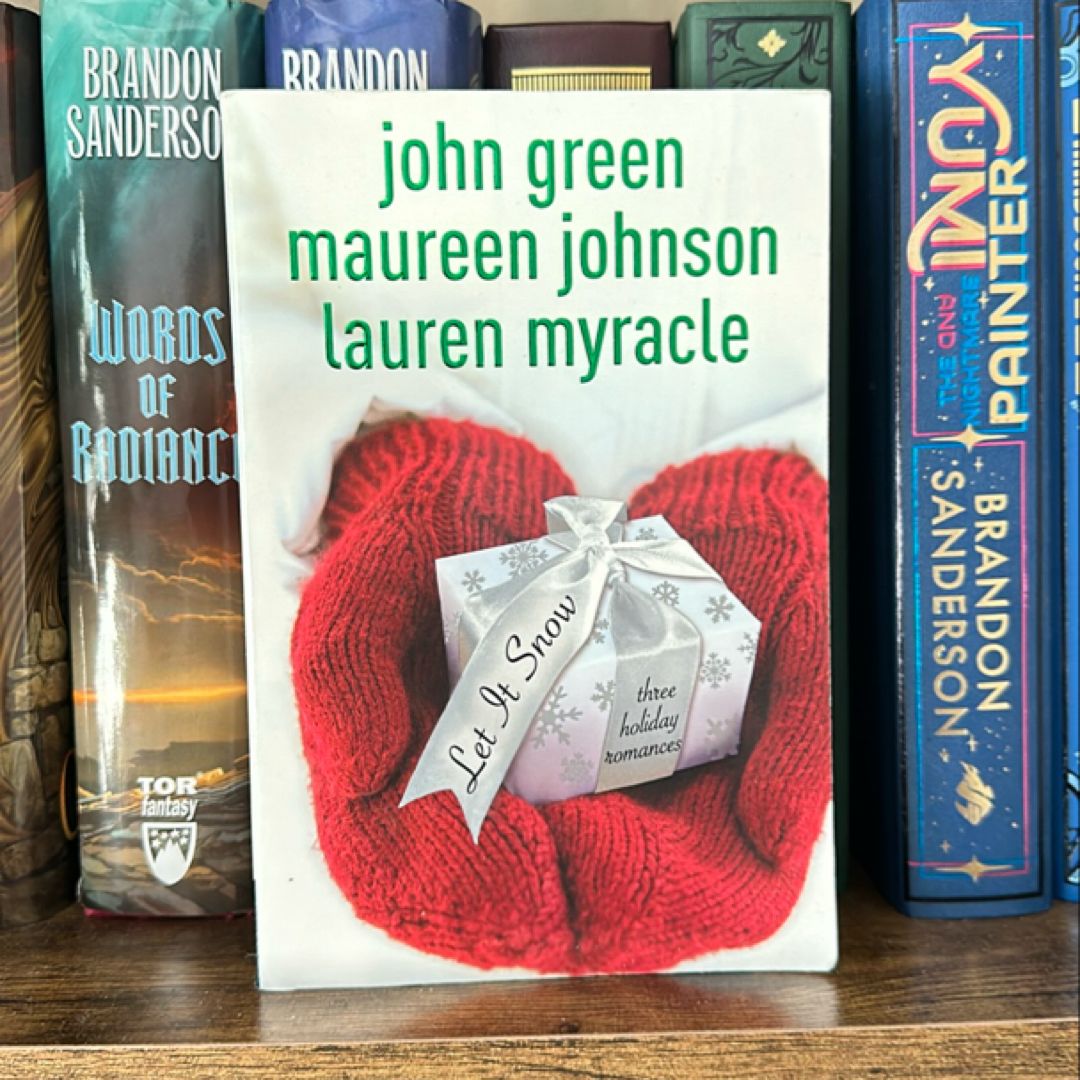 BRANDON
SANDERSO
WORDS
OF
RADIANC
TOR
fantasy
BRANDON
john green
maureen johnson
lauren myracle
Let It Snow
three
holiday
romances
YUMI
AND THE
NIGHTMARE
PAINTER
BRANDON
SANDERSON